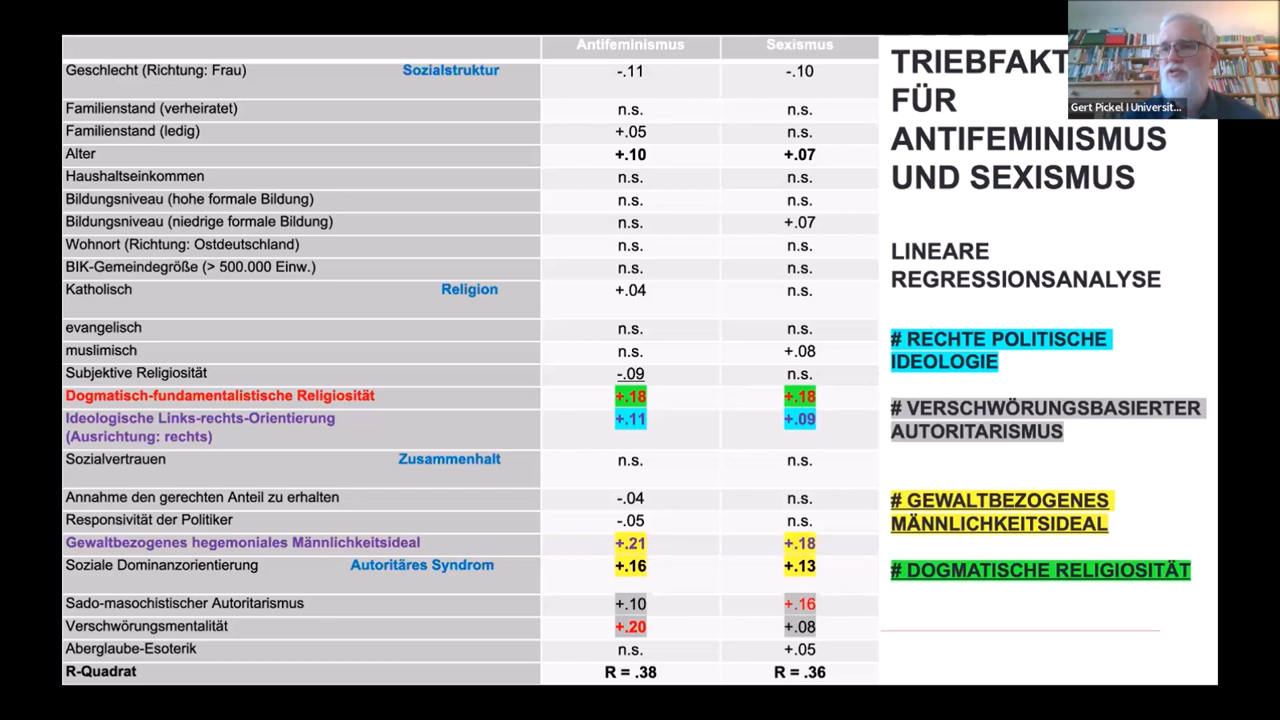 Antifeminismus Sexismus
Geschlecht (Richtung: Frau) Sozialstruktur -.11 -.10
Familienstand (verheiratet) n.s. n.s.
Familienstand (ledig) +.05 n.s.
Alter +.10 +.07
Haushaltseinkommen n.s. n.s.
Bildungsniveau (hohe formale Bildung) n.s. n.s.
Bildungsniveau (niedrige formale Bildung) n.s. +.07
Wohnort (Richtung: Ostdeutschland) n.s. n.s.
BIK-Gemeindegröße (> 500.000 Einw.) n.s. n.s.
Katholisch Religion +.04 n.s.
evangelisch n.s. n.s.
muslimisch n.s. +.08
Subjektive Religiosität -.09 n.s.
Dogmatisch-fundamentalistische Religiosität +.18 +.18
Ideologische Links-rechts-Orientierung +.11 +.09
(Ausrichtung: rechts)
Sozialvertrauen Zusammenhalt n.s. n.s.
Annahme den gerechten Anteil zu erhalten -.04 n.s.
Responsivität der Politiker -.05 n.s.
Gewaltbezogenes hegemoniales Männlichkeitsideal +.21 +.18
Soziale Dominanzorientierung Autoritäres Syndrom +.16 +.13
Sado-masochistischer Autoritarismus +.10 +.16
Verschwörungsmentalität +.20 +.08
Aberglaube-Esoterik n.s. +.05
R-Quadrat R = .38 R = .36
TRIEBFAKT
FÜR
ANTIFEMINISMUS
UND SEXISMUS
LINEARE
REGRESSIONSANALYSE
# RECHTE POLITISCHE
IDEOLOGIE
# VERSCHWÖRUNGSBASIERTER
AUTORITARISMUS
# GEWALTBEZOGENES
MÄNNLICHKEITSIDEAL
# DOGMATISCHE RELIGIOSITÄT
Gert Pickel I Universit...